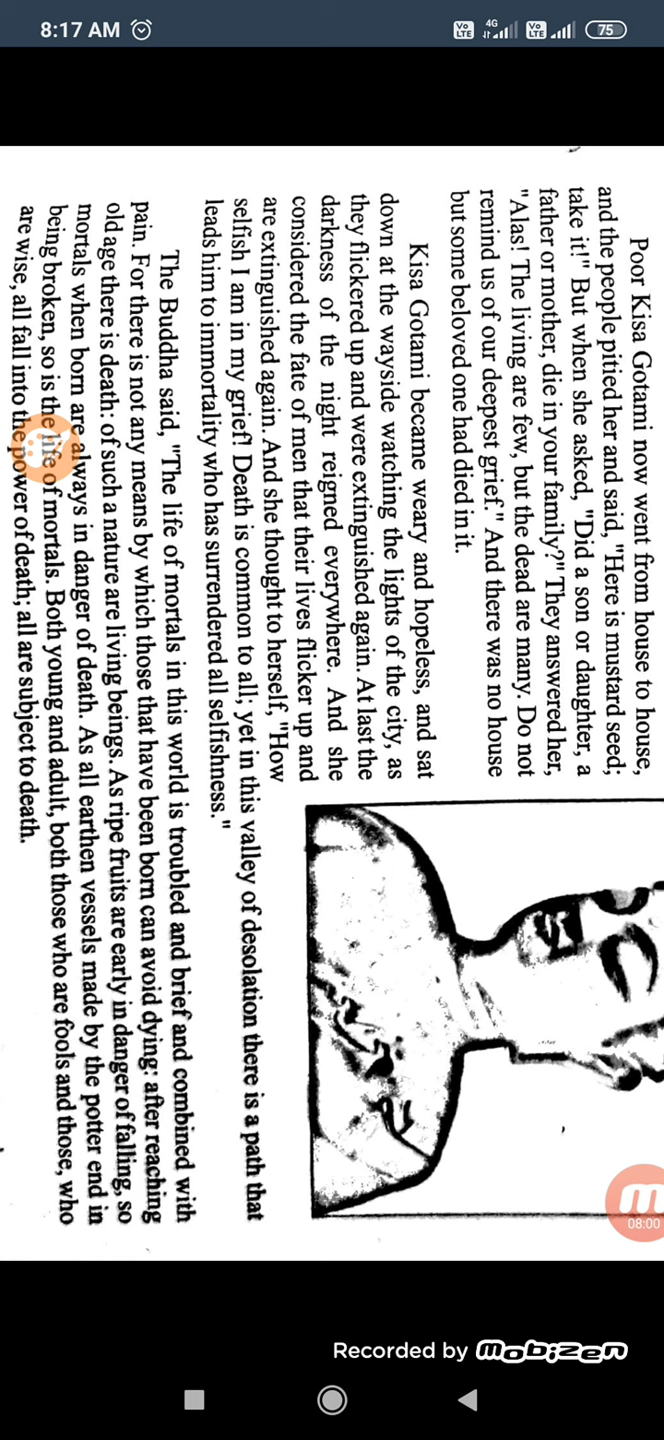 8:17 AM
Vo LTE 4G Vo LTE 75
Poor Kisa Gotami now went from house to house,
and the people pitied her and said, "Here is mustard seed;
take it!" But when she asked, "Did a son or daughter, a
father or mother, die in your family?" They answered her,
"Alas! The living are few, but the dead are many. Do not
remind us of our deepest grief." And there was no house
but some beloved one had died in it.
Kisa Gotami became weary and hopeless, and sat
down at the wayside watching the lights of the city, as
they flickered up and were extinguished again. At last the
darkness of the night reigned everywhere. And she
considered the fate of men that their lives flicker up and
are extinguished again. And she thought to herself, "How
selfish I am in my grief! Death is common to all; yet in this valley of desolation there is a path that
leads him to immortality who has surrendered all selfishness."
The Buddha said, "The life of mortals in this world is troubled and brief and combined with
pain. For there is not any means by which those that have been born can avoid dying: after reaching
old age there is death: of such a nature are living beings. As ripe fruits are early in danger of falling, so
mortals when born are always in danger of death. As all earthen vessels made by the potter end in
being broken, so is the life of mortals. Both young and adult, both those who are fools and those, who
are wise, all fall into the power of death; all are subject to death.
08:00
Recorded by mobizen